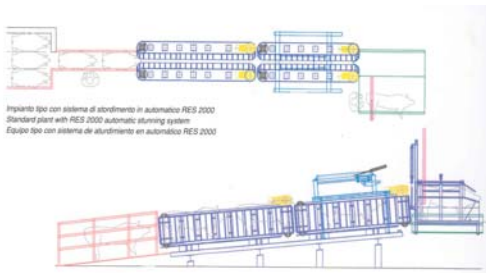 Impianto tipo con sistema di stordimento in automatico RES 2000
Standard plant with RES 2000 automatic stunning system
Equipo tipo con sistema de aturdimiento en automático RES 2000